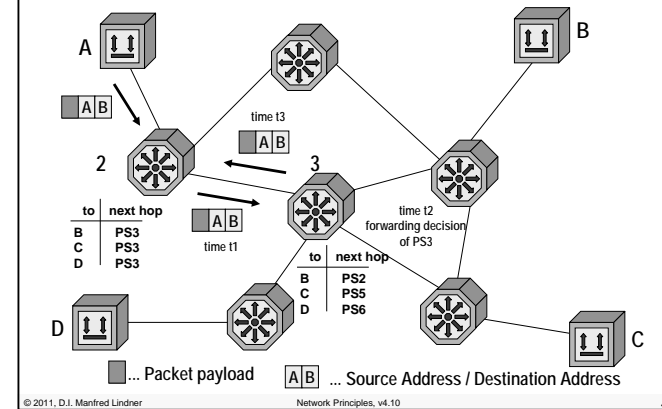 A
B
A B
time t3
A B
2
3
A B
time t1
time t2
forwarding decision
of PS3
to next hop
B PS3
C PS3
D PS3
to next hop
B PS2
C PS5
D PS6
D
C
... Packet payload
A B ... Source Address / Destination Address
© 2011, D.I. Manfred Lindner
Network Principles, v4.10